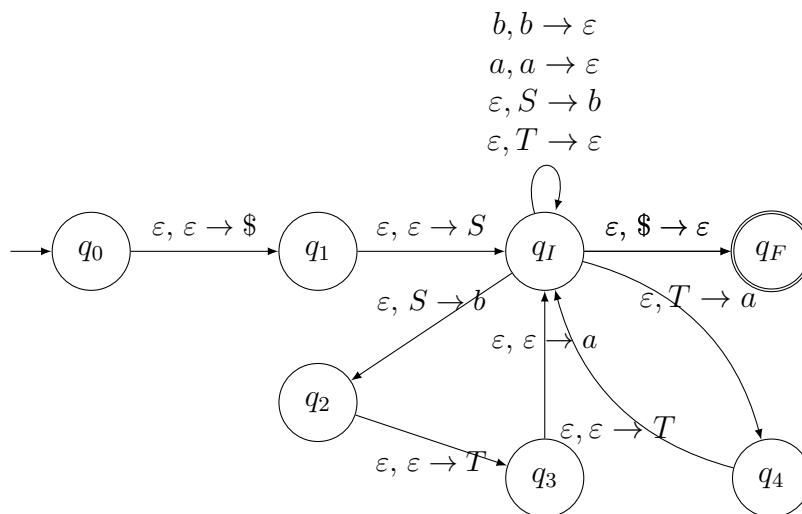 b, b → ε
a, a → ε
ε, S → b
ε, T → ε
q0
ε, ε → $
q1
ε, ε → S
qI
ε, $ → ε
qF
ε, S → b
ε, T → a
ε, ε → a
q2
ε, ε → T
q3
ε, ε → T
q4